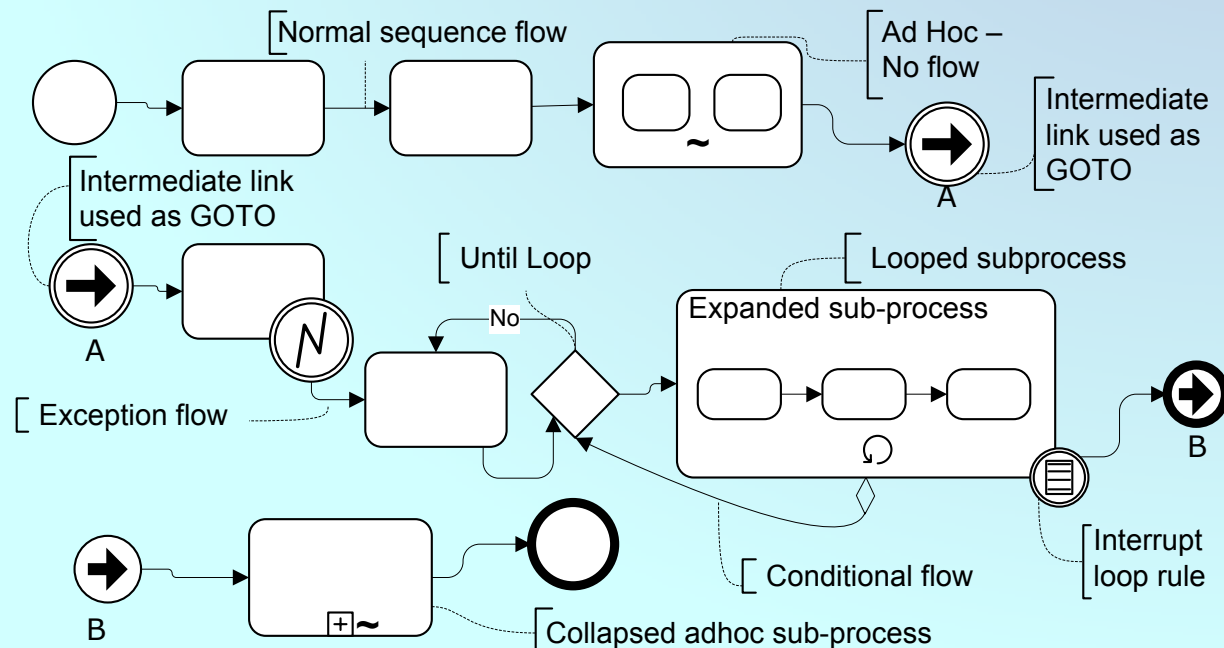 Normal sequence flow
Ad Hoc –
No flow
~
Intermediate
link used as
GOTO
A
Intermediate link
used as GOTO
A
Until Loop
Looped subprocess
No
Expanded sub-process
Exception flow
B
Conditional flow
Interrupt
loop rule
B
+~
Collapsed adhoc sub-process